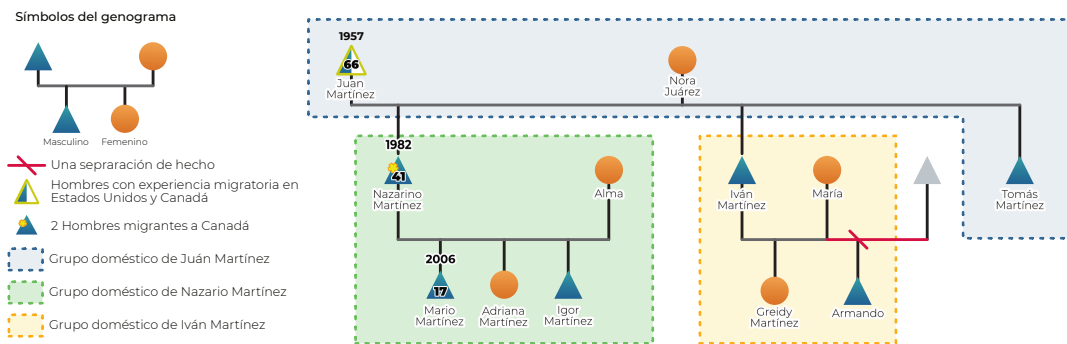 Símbolos del genograma
Masculino
Femenino
Una sepraración de hecho
Hombres con experiencia migratoria en
Estados Unidos y Canadá
2 Hombres migrantes a Canadá
Grupo doméstico de Juán Martínez
Grupo doméstico de Nazario Martínez
Grupo doméstico de Iván Martínez
1957
66
Juan
Martínez
Nora
Juárez
1982
41
Nazarino
Martínez
Alma
Iván
Martínez
María
Tomás
Martínez
2006
17
Mario
Martínez
Adriana
Martínez
Igor
Martínez
Greidy
Martínez
Armando